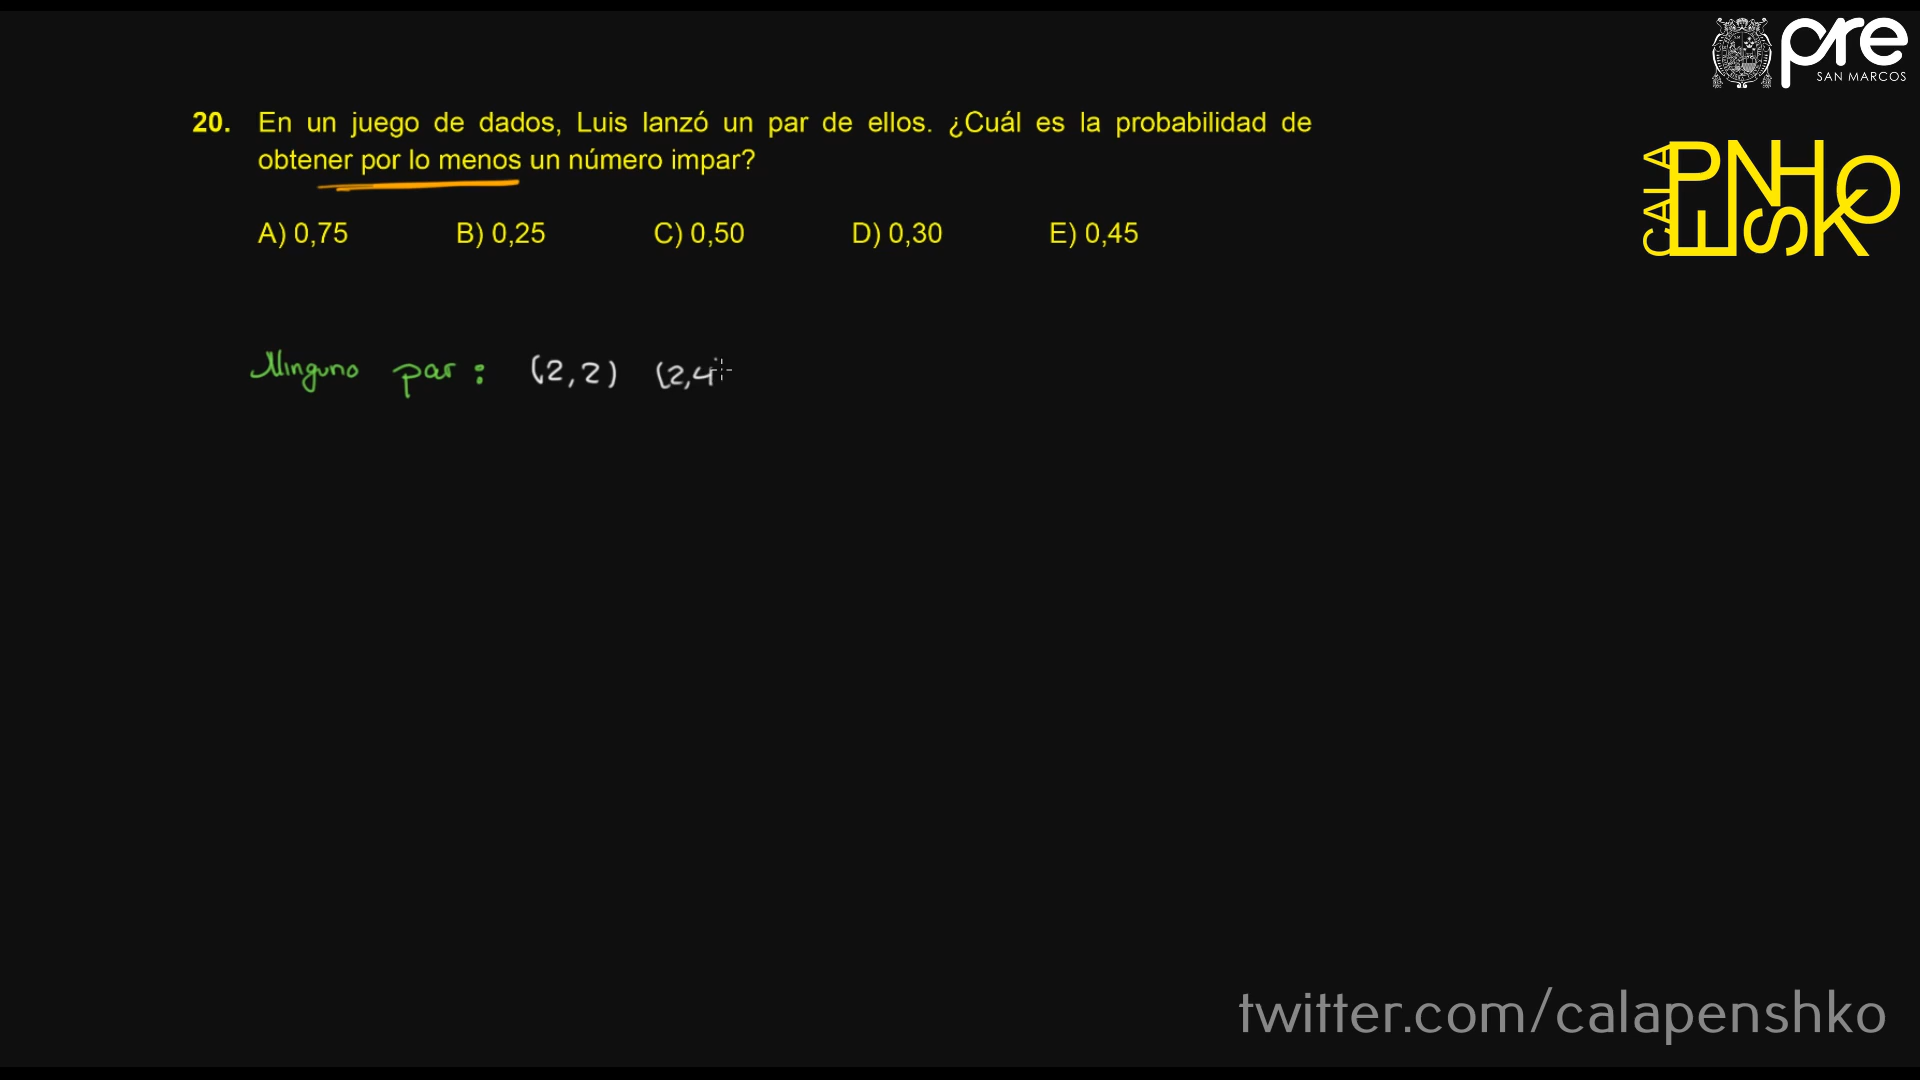 pre
SAN MARCOS
20. En un juego de dados, Luis lanzó un par de ellos. ¿Cuál es la probabilidad de
obtener por lo menos un número impar?
CALA
PENSHKO
A) 0,75 B) 0,25 C) 0,50 D) 0,30 E) 0,45
Ninguno par : (2,2) (2,4
twitter.com/calapenshko